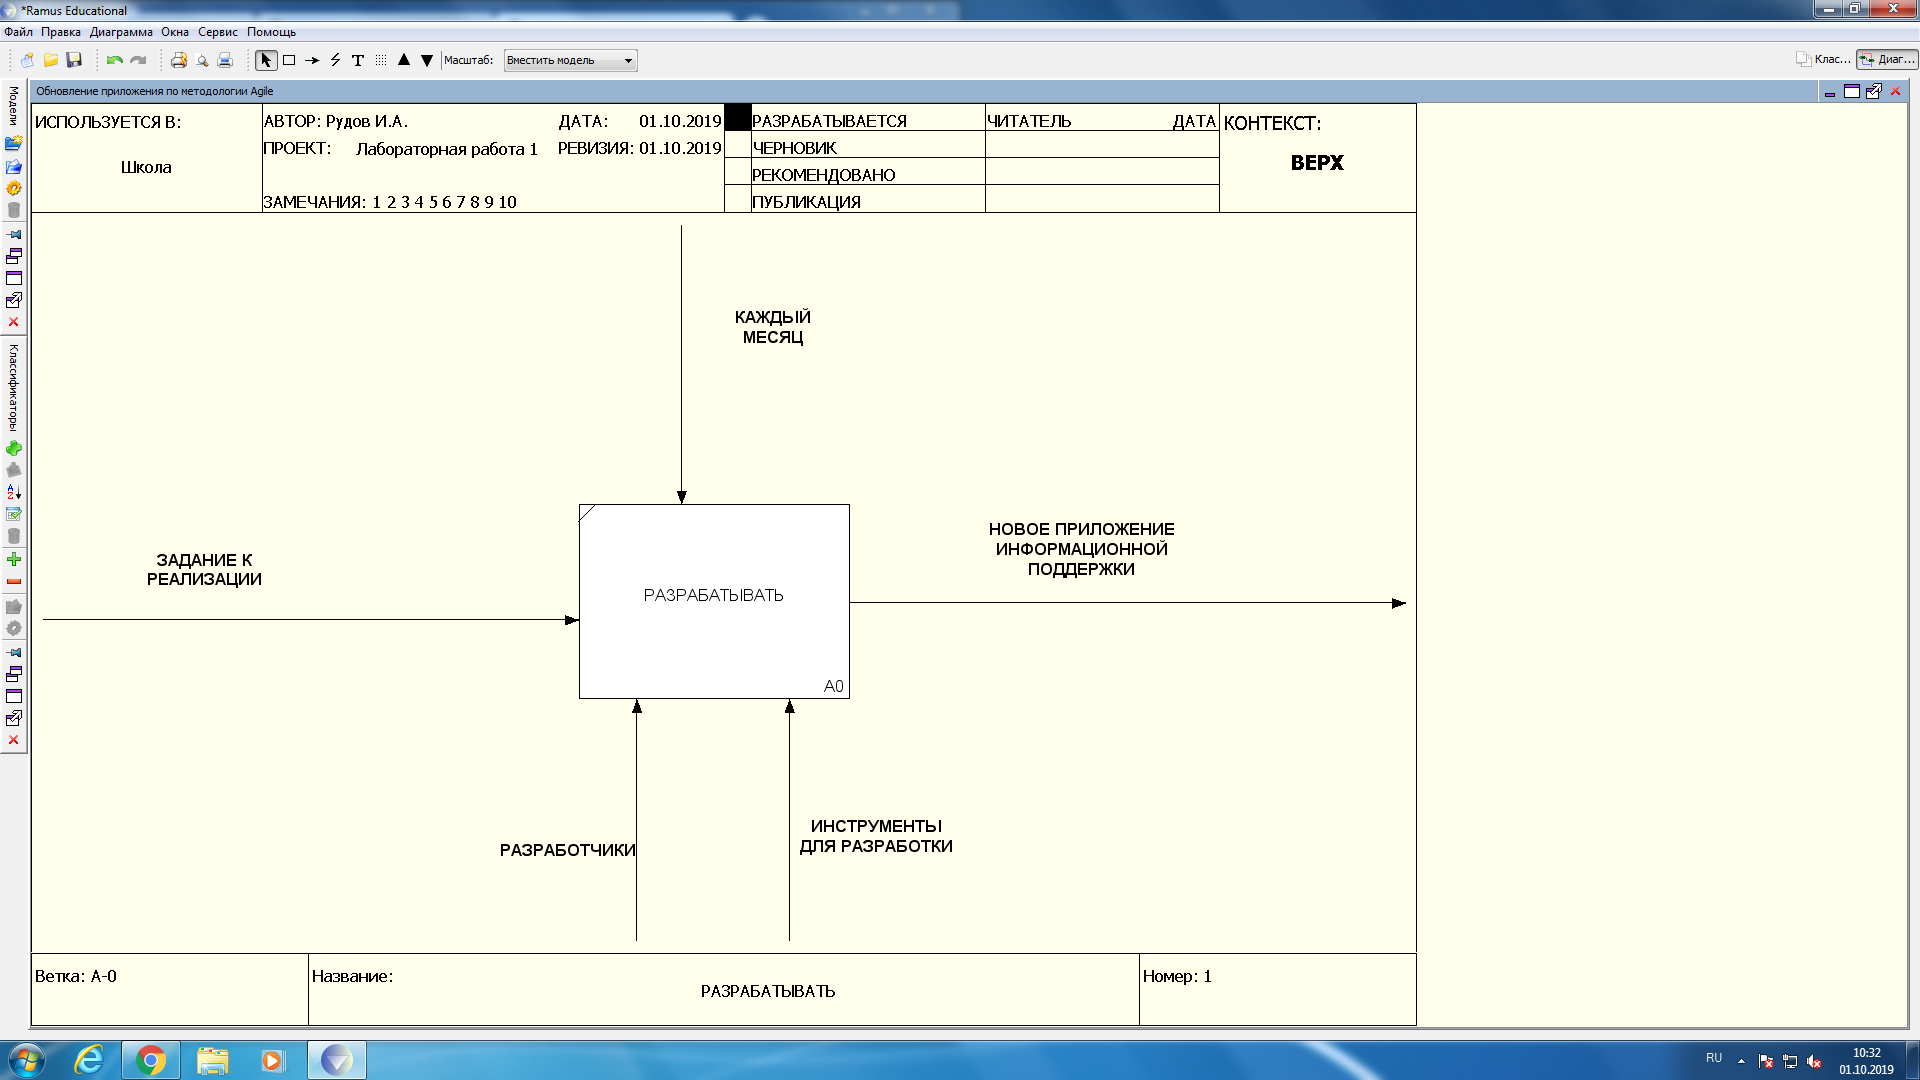 *Ramus Educational
Файл Правка Диаграмма Окна Сервис Помощь
Масштаб: Вместить модель
Клас... Диаг...
Модели
Классификаторы
Обновление приложения по методологии Agile
ИСПОЛЬЗУЕТСЯ В:
Школа
АВТОР: Рудов И.А.
ДАТА: 01.10.2019
ПРОЕКТ: Лабораторная работа 1
РЕВИЗИЯ: 01.10.2019
ЗАМЕЧАНИЯ: 1 2 3 4 5 6 7 8 9 10
РАЗРАБАТЫВАЕТСЯ
ЧЕРНОВИК
РЕКОМЕНДОВАНО
ПУБЛИКАЦИЯ
ЧИТАТЕЛЬ ДАТА
КОНТЕКСТ:
ВЕРХ
КАЖДЫЙ
МЕСЯЦ
ЗАДАНИЕ К
РЕАЛИЗАЦИИ
РАЗРАБАТЫВАТЬ
A0
НОВОЕ ПРИЛОЖЕНИЕ
ИНФОРМАЦИОННОЙ
ПОДДЕРЖКИ
РАЗРАБОТЧИКИ
ИНСТРУМЕНТЫ
ДЛЯ РАЗРАБОТКИ
Ветка: A-0
Название:
РАЗРАБАТЫВАТЬ
Номер: 1
RU
10:32
01.10.2019